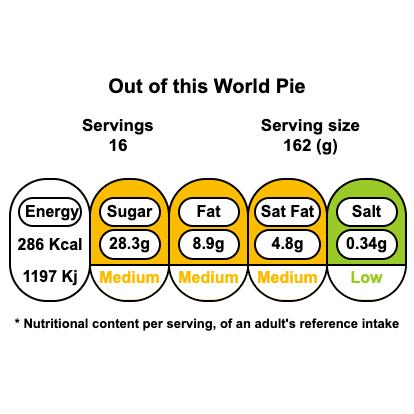 Out of this World Pie
Servings
16
Serving size
162 (g)
Energy
286 Kcal
1197 Kj
Sugar
28.3g
Medium
Fat
8.9g
Medium
Sat Fat
4.8g
Medium
Salt
0.34g
Low
* Nutritional content per serving, of an adult's reference intake